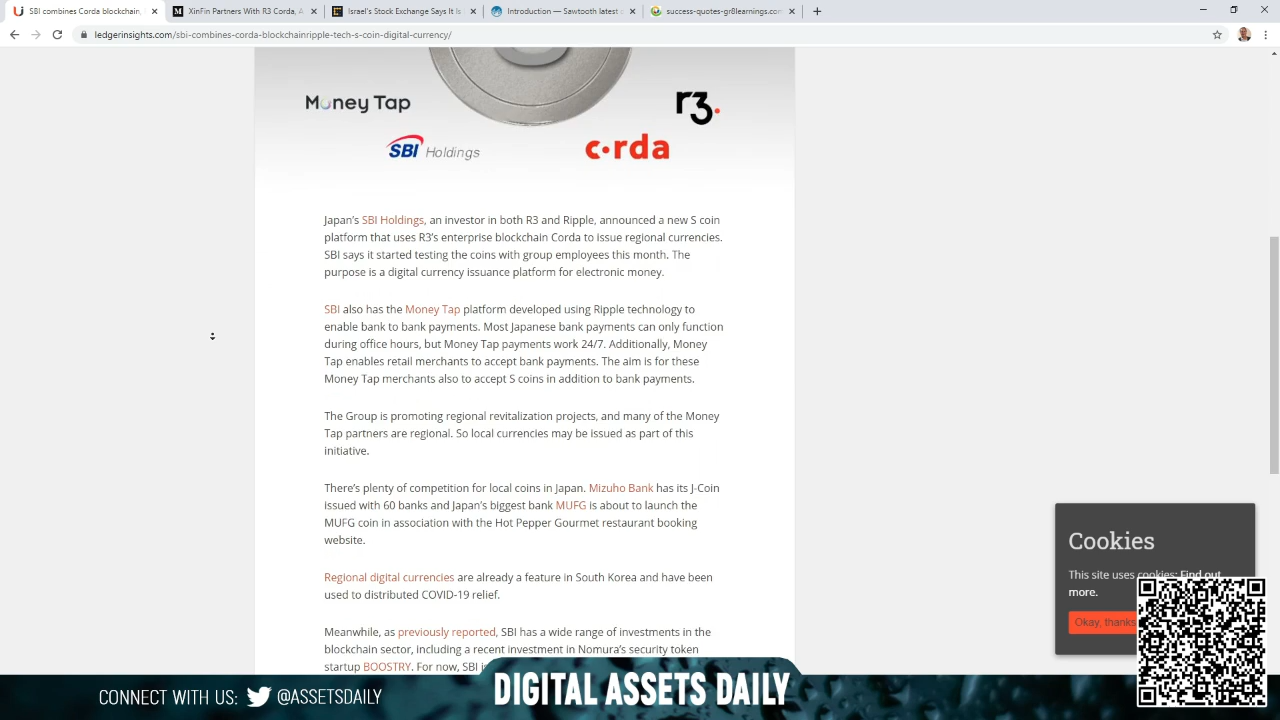 SBI combines Corda blockchain,
XinFin Partners With R3 Corda, A
Israel's Stock Exchange Says It Is
Introduction — Sawtooth latest
success-quotes-gr8learnings.com
ledgerinsights.com/sbi-combines-corda-blockchainripple-tech-s-coin-digital-currency/
Money Tap
r3.
SBI Holdings
c·rda
Japan's SBI Holdings, an investor in both R3 and Ripple, announced a new S coin
platform that uses R3's enterprise blockchain Corda to issue regional currencies.
SBI says it started testing the coins with group employees this month. The
purpose is a digital currency issuance platform for electronic money.
SBI also has the Money Tap platform developed using Ripple technology to
enable bank to bank payments. Most Japanese bank payments can only function
during office hours, but Money Tap payments work 24/7. Additionally, Money
Tap enables retail merchants to accept bank payments. The aim is for these
Money Tap merchants also to accept S coins in addition to bank payments.
The Group is promoting regional revitalization projects, and many of the Money
Tap partners are regional. So local currencies may be issued as part of this
initiative.
There's plenty of competition for local coins in Japan. Mizuho Bank has its J-Coin
issued with 60 banks and Japan's biggest bank MUFG is about to launch the
MUFG coin in association with the Hot Pepper Gourmet restaurant booking
website.
Regional digital currencies are already a feature in South Korea and have been
used to distributed COVID-19 relief.
Meanwhile, as previously reported, SBI has a wide range of investments in the
blockchain sector, including a recent investment in Nomura's security token
startup BOOSTRY. For now, SBI
Cookies
This site uses cookies: Find out
more.
Okay, thanks
CONNECT WITH US: @ASSETSDAILY
DIGITAL ASSETS DAILY